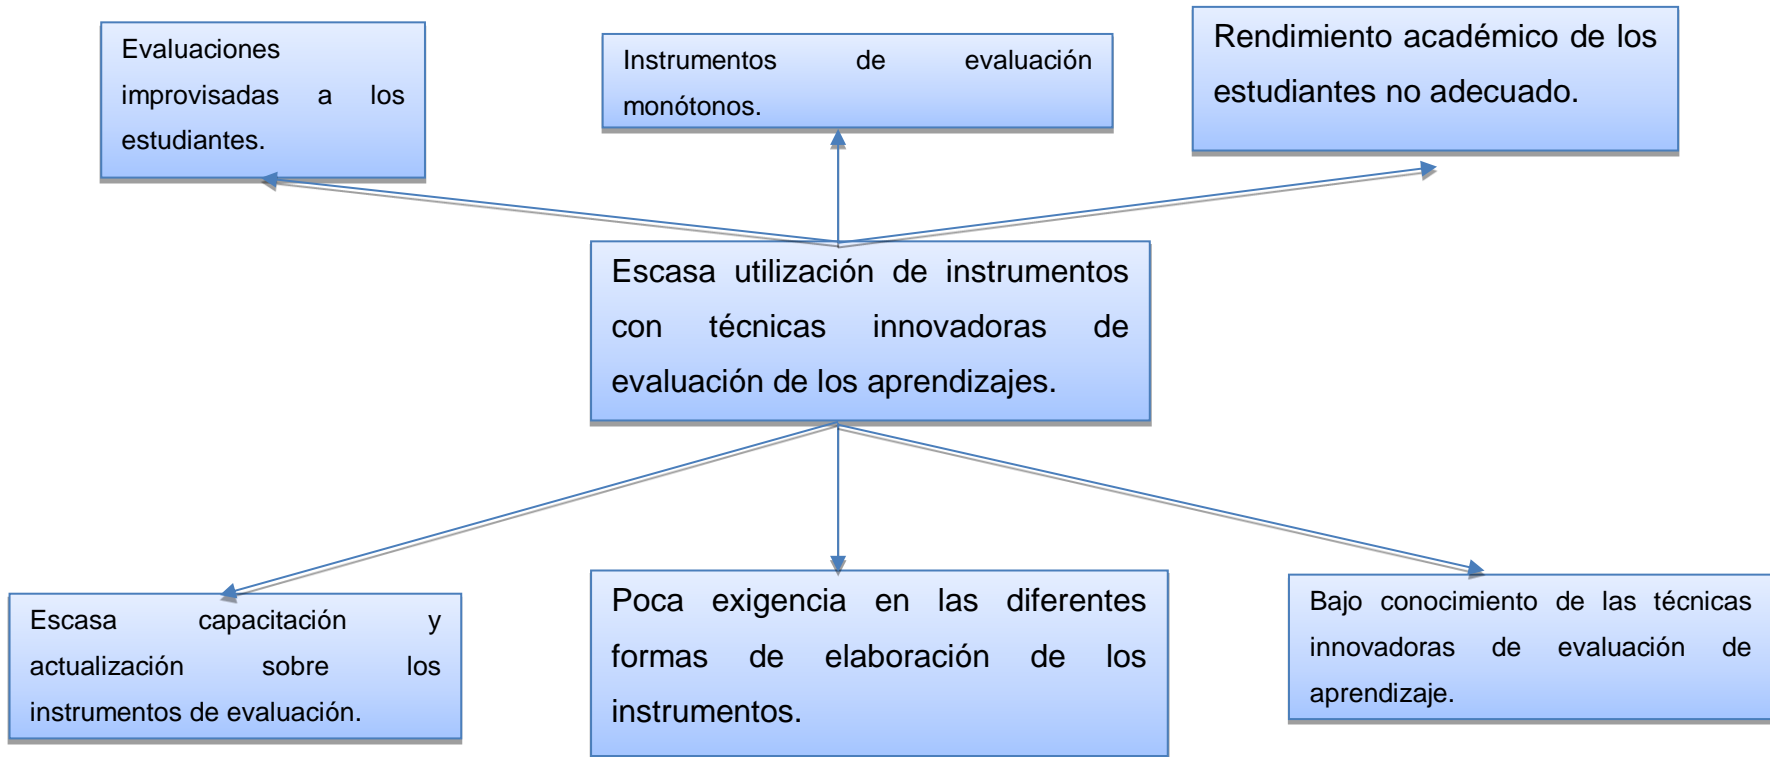 Evaluaciones
improvisadas a los
estudiantes.
Instrumentos de evaluación
monótonos.
Rendimiento académico de los
estudiantes no adecuado.
Escasa utilización de instrumentos
con técnicas innovadoras de
evaluación de los aprendizajes.
Escasa capacitación y
actualización sobre los
instrumentos de evaluación.
Poca exigencia en las diferentes
formas de elaboración de los
instrumentos.
Bajo conocimiento de las técnicas
innovadoras de evaluación de
aprendizaje.